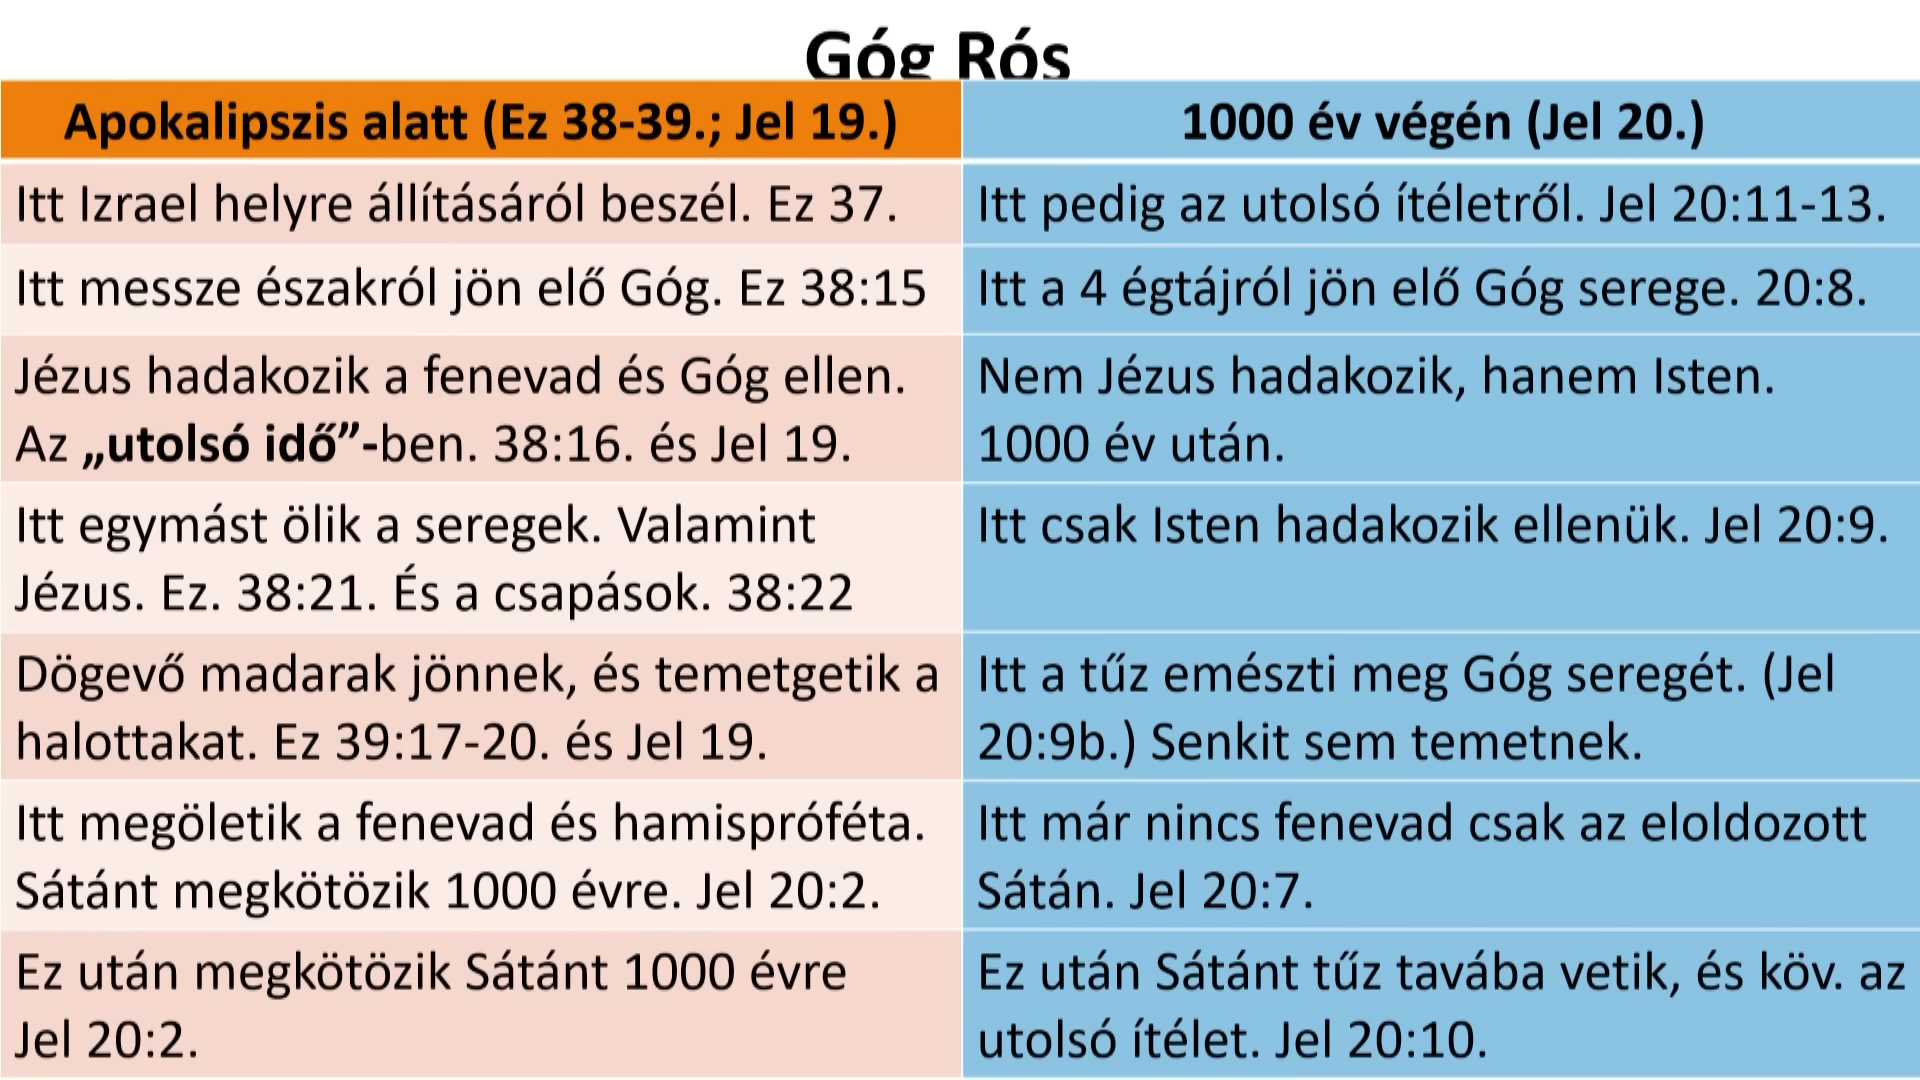 Góg Rós
Apokalipszis alatt (Ez 38-39.; Jel 19.)
1000 év végén (Jel 20.)
Itt Izrael helyre állításáról beszél. Ez 37.
Itt pedig az utolsó ítéletről. Jel 20:11-13.
Itt messze északról jön elő Góg. Ez 38:15
Itt a 4 égtájról jön elő Góg serege. 20:8.
Jézus hadakozik a fenevad és Góg ellen.
Az „utolsó idő”-ben. 38:16. és Jel 19.
Nem Jézus hadakozik, hanem Isten.
1000 év után.
Itt egymást ölik a seregek. Valamint
Jézus. Ez. 38:21. És a csapások. 38:22
Itt csak Isten hadakozik ellenük. Jel 20:9.
Dögevő madarak jönnek, és temetgetik a
halottakat. Ez 39:17-20. és Jel 19.
Itt a tűz emészti meg Góg seregét. (Jel
20:9b.) Senkit sem temetnek.
Itt megöletik a fenevad és hamispróféta.
Sátánt megkötözik 1000 évre. Jel 20:2.
Itt már nincs fenevad csak az eloldozott
Sátán. Jel 20:7.
Ez után megkötözik Sátánt 1000 évre
Jel 20:2.
Ez után Sátánt tűz tavába vetik, és köv. az
utolsó ítélet. Jel 20:10.